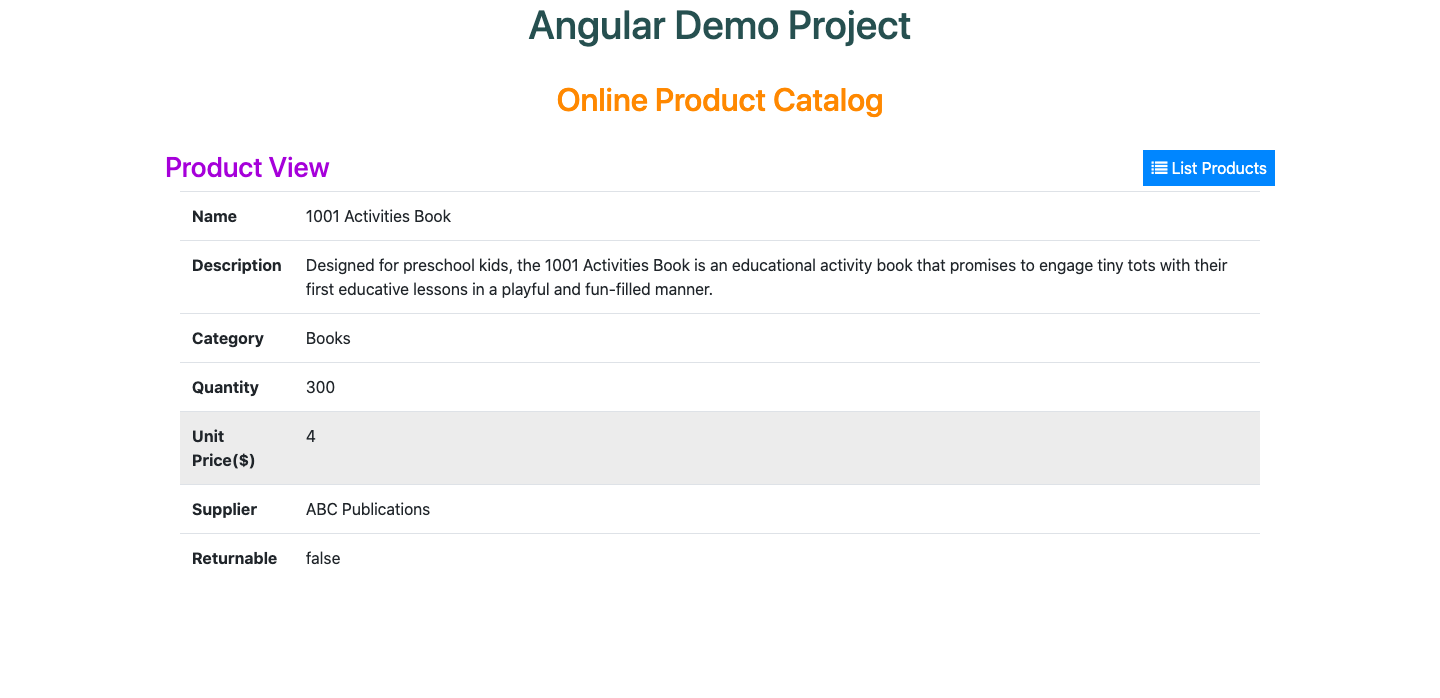 Angular Demo Project
Online Product Catalog
Product View
List Products
Name 1001 Activities Book
Description Designed for preschool kids, the 1001 Activities Book is an educational activity book that promises to engage tiny tots with their
first educative lessons in a playful and fun-filled manner.
Category Books
Quantity 300
Unit 4
Price($)
Supplier ABC Publications
Returnable false